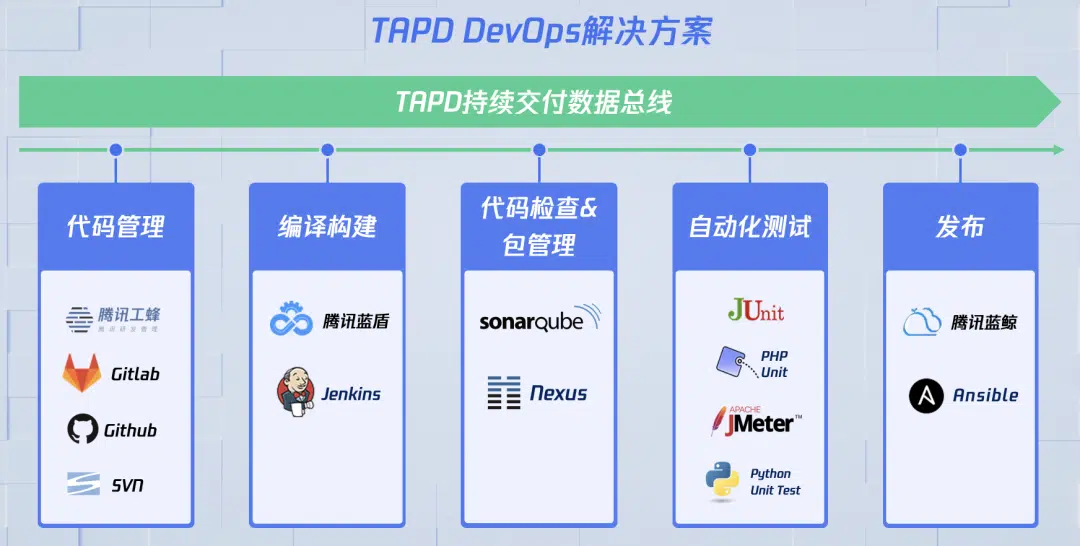 TAPD DevOps解决方案
TAPD持续交付数据总线
代码管理
腾讯工蜂
Gitlab
Github
SVN
编译构建
腾讯蓝盾
Jenkins
代码检查&
包管理
sonarqube
Nexus
自动化测试
JUnit
PHP
Unit
APACHE
JMeter™
Python
Unit Test
发布
腾讯蓝鲸
Ansible